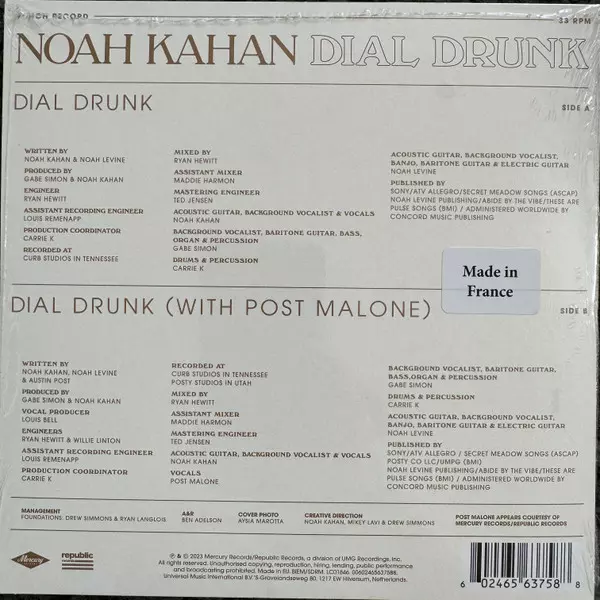 33 RPM
NOAH KAHAN DIAL DRUNK
DIAL DRUNK
SIDE A
WRITTEN BY
NOAH KAHAN & NOAH LEVINE
PRODUCED BY
GABE SIMON & NOAH KAHAN
ENGINEER
RYAN HEWITT
ASSISTANT RECORDING ENGINEER
LOUIS REMENAPP
PRODUCTION COORDINATOR
CARRIE K
RECORDED AT
CURB STUDIOS IN TENNESSEE
MIXED BY
RYAN HEWITT
ASSISTANT MIXER
MADDIE HARMON
MASTERING ENGINEER
TED JENSEN
ACOUSTIC GUITAR, BACKGROUND VOCALIST & VOCALS
NOAH KAHAN
BACKGROUND VOCALIST, BARITONE GUITAR, BASS,
ORGAN & PERCUSSION
GABE SIMON
DRUMS & PERCUSSION
CARRIE K
ACOUSTIC GUITAR, BACKGROUND VOCALIST,
BANJO, BARITONE GUITAR & ELECTRIC GUITAR
NOAH LEVINE
PUBLISHED BY
SONY/ATV ALLEGRO/SECRET MEADOW SONGS (ASCAP)
NOAH LEVINE PUBLISHING/ABIDE BY THE VIBE/THESE ARE
PULSE SONGS (BMI) / ADMINISTERED WORLDWIDE BY
CONCORD MUSIC PUBLISHING
Made in
France
DIAL DRUNK (WITH POST MALONE)
SIDE B
WRITTEN BY
NOAH KAHAN, NOAH LEVINE
& AUSTIN POST
PRODUCED BY
GABE SIMON & NOAH KAHAN
VOCAL PRODUCER
LOUIS BELL
ENGINEERS
RYAN HEWITT & WILLIE LINTON
ASSISTANT RECORDING ENGINEER
LOUIS REMENAPP
PRODUCTION COORDINATOR
CARRIE K
RECORDED AT
CURB STUDIOS IN TENNESSEE
POSTY STUDIOS IN UTAH
MIXED BY
RYAN HEWITT
ASSISTANT MIXER
MADDIE HARMON
MASTERING ENGINEER
TED JENSEN
ACOUSTIC GUITAR, BACKGROUND VOCALIST & VOCALS
NOAH KAHAN
VOCALS
POST MALONE
BACKGROUND VOCALIST, BARITONE GUITAR,
BASS,ORGAN & PERCUSSION
GABE SIMON
DRUMS & PERCUSSION
CARRIE K
ACOUSTIC GUITAR, BACKGROUND VOCALIST,
BANJO, BARITONE GUITAR & ELECTRIC GUITAR
NOAH LEVINE
PUBLISHED BY
SONY/ATV ALLEGRO / SECRET MEADOW SONGS (ASCAP)
POSTY CO LLC/UMPG (BMI)
NOAH LEVINE PUBLISHING/ABIDE BY THE VIBE/THESE ARE
PULSE SONGS (BMI) / ADMINISTERED WORLDWIDE BY
CONCORD MUSIC PUBLISHING
MANAGEMENT
FOUNDATIONS: DREW SIMMONS & RYAN LANGLOIS
A&R
BEN ADELSON
COVER PHOTO
AYSIA MAROTTA
CREATIVE DIRECTION
NOAH KAHAN, MIKEY LAVI & DREW SIMMONS
POST MALONE APPEARS COURTESY OF
MERCURY RECORDS/REPUBLIC RECORDS
Mercury
republic
℗ & © 2023 Mercury Records/Republic Records, a division of UMG Recordings, Inc.
All rights reserved. Unauthorized copying, reproduction, hiring, lending, public performance
and broadcasting prohibited. Made in EU. BIEM/SDRM. LC01846. 00602465637588.
Universal Music International B.V. 'S-Gravelandseweg 80, 1217 EW Hilversum, Netherlands.
6 02465 63758 8